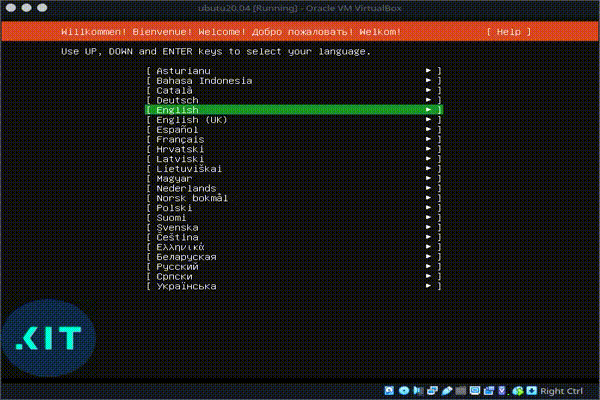 ubutu20.04 [Running] - Oracle VM VirtualBox
Willkommen! Bienvenue! Welcome! Добро пожаловать! Welkom! [ Help ]
Use UP, DOWN and ENTER keys to select your language.
[ Asturianu ► ]
[ Bahasa Indonesia ► ]
[ Català ► ]
[ Deutsch ► ]
[ English ► ]
[ English (UK) ► ]
[ Español ► ]
[ Français ► ]
[ Hrvatski ► ]
[ Latviski ► ]
[ Lietuviškai ► ]
[ Magyar ► ]
[ Nederlands ► ]
[ Norsk bokmål ► ]
[ Polski ► ]
[ Suomi ► ]
[ Svenska ► ]
[ Čeština ► ]
[ Ελληνικά ► ]
[ Беларуская ► ]
[ Русский ► ]
[ Српски ► ]
[ Українська ► ]
.KIT
Right Ctrl